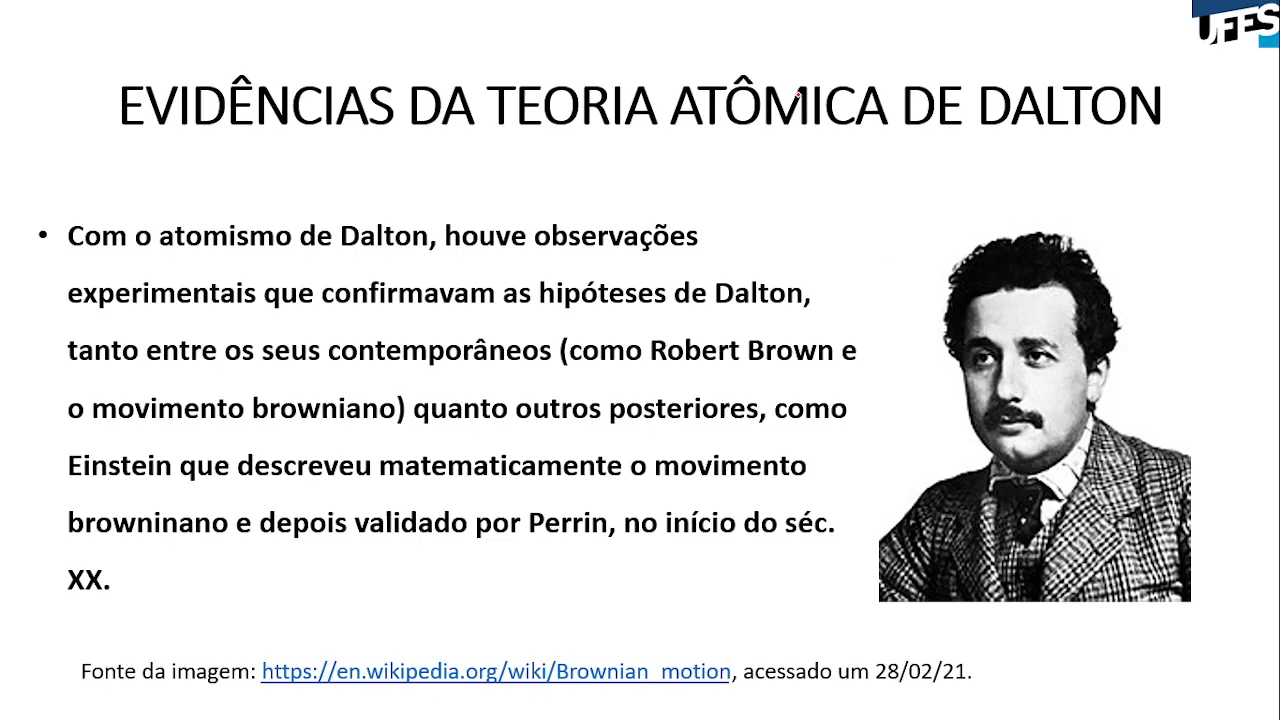 UFES
EVIDÊNCIAS DA TEORIA ATÔMICA DE DALTON
• Com o atomismo de Dalton, houve observações
experimentais que confirmavam as hipóteses de Dalton,
tanto entre os seus contemporâneos (como Robert Brown e
o movimento browniano) quanto outros posteriores, como
Einstein que descreveu matematicamente o movimento
browninano e depois validado por Perrin, no início do séc.
XX.
Fonte da imagem: https://en.wikipedia.org/wiki/Brownian_motion, acessado um 28/02/21.